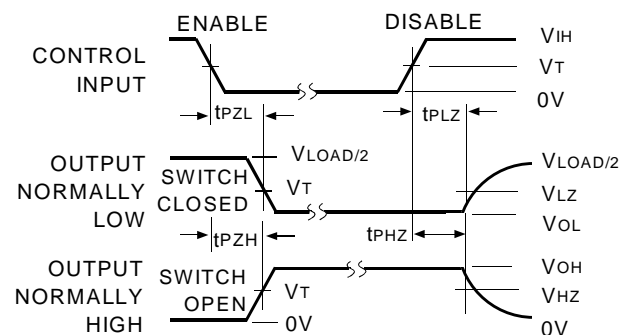 ENABLE DISABLE
CONTROL INPUT
VIH
VT
0V
tPZL tPLZ
OUTPUT NORMALLY LOW
SWITCH CLOSED
VLOAD/2
VT
VLOAD/2
VLZ
VOL
tPZH tPHZ
OUTPUT NORMALLY HIGH
SWITCH OPEN
VT
0V
VOH
VHZ
0V